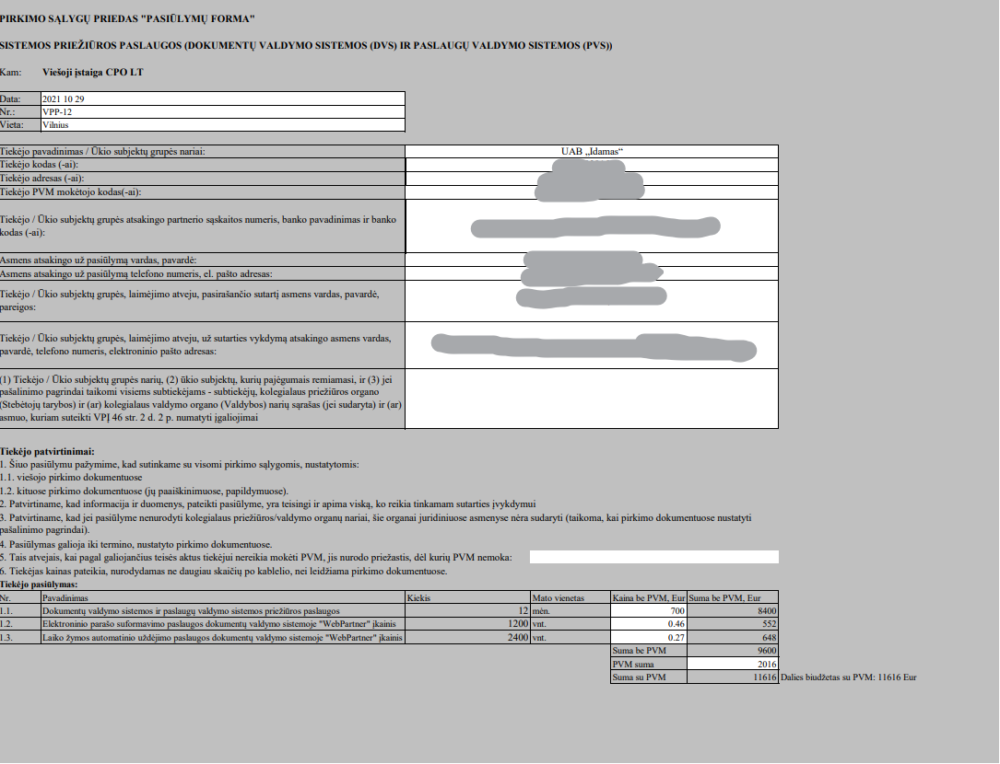 PIRKIMO SĄLYGŲ PRIEDAS "PASIŪLYMŲ FORMA"
SISTEMOS PRIEŽIŪROS PASLAUGOS (DOKUMENTŲ VALDYMO SISTEMOS (DVS) IR PASLAUGŲ VALDYMO SISTEMOS (PVS))
Kam: Viešoji įstaiga CPO LT
Data: 2021 10 29
Nr.: VPP-12
Vieta: Vilnius
Tiekėjo pavadinimas / Ūkio subjektų grupės nariai: UAB „Idamas“
Tiekėjo kodas (-ai):
Tiekėjo adresas (-ai):
Tiekėjo PVM mokėtojo kodas(-ai):
Tiekėjo / Ūkio subjektų grupės atsakingo partnerio sąskaitos numeris, banko pavadinimas ir banko
kodas (-ai):
Asmens atsakingo už pasiūlymą vardas, pavardė:
Asmens atsakingo už pasiūlymą telefono numeris, el. pašto adresas:
Tiekėjo / Ūkio subjektų grupės, laimėjimo atveju, pasirašančio sutartį asmens vardas, pavardė,
pareigos:
Tiekėjo / Ūkio subjektų grupės, laimėjimo atveju, už sutarties vykdymą atsakingo asmens vardas,
pavardė, telefono numeris, elektroninio pašto adresas:
(1) Tiekėjo / Ūkio subjektų grupės narių, (2) ūkio subjektų, kurių pajėgumais remiamasi, ir (3) jei
pašalinimo pagrindai taikomi visiems subtiekėjams - subtiekėjų, kolegialaus priežiūros organo
(Stebėtojų tarybos) ir (ar) kolegialaus valdymo organo (Valdybos) narių sąrašas (jei sudaryta) ir (ar)
asmuo, kuriam suteikti VPĮ 46 str. 2 d. 2 p. numatyti įgaliojimai
Tiekėjo patvirtinimai:
1. Šiuo pasiūlymu pažymime, kad sutinkame su visomi pirkimo sąlygomis, nustatytomis:
1.1. viešojo pirkimo dokumentuose
1.2. kituose pirkimo dokumentuose (jų paaiškinimuose, papildymuose).
2. Patvirtiname, kad informacija ir duomenys, pateikti pasiūlyme, yra teisingi ir apima viską, ko reikia tinkamam sutarties įvykdymui
3. Patvirtiname, kad jei pasiūlyme nenurodyti kolegialaus priežiūros/valdymo organų nariai, šie organai juridiniuose asmenyse nėra sudaryti (taikoma, kai pirkimo dokumentuose nustatyti
pašalinimo pagrindai).
4. Pasiūlymas galioja iki termino, nustatyto pirkimo dokumentuose.
5. Tais atvejais, kai pagal galiojančius teisės aktus tiekėjui nereikia mokėti PVM, jis nurodo priežastis, dėl kurių PVM nemoka:
6. Tiekėjas kainas pateikia, nurodydamas ne daugiau skaičių po kablelio, nei leidžiama pirkimo dokumentuose.
Tiekėjo pasiūlymas:
Nr. Pavadinimas Kiekis Mato vienetas Kaina be PVM, Eur Suma be PVM, Eur
1.1. Dokumentų valdymo sistemos ir paslaugų valdymo sistemos priežiūros paslaugos 12 mėn. 700 8400
1.2. Elektroninio parašo suformavimo paslaugos dokumentų valdymo sistemoje "WebPartner" įkainis 1200 vnt. 0.46 552
1.3. Laiko žymos automatinio uždėjimo paslaugos dokumentų valdymo sistemoje "WebPartner" įkainis 2400 vnt. 0.27 648
Suma be PVM 9600
PVM suma 2016
Suma su PVM 11616 Dalies biudžetas su PVM: 11616 Eur